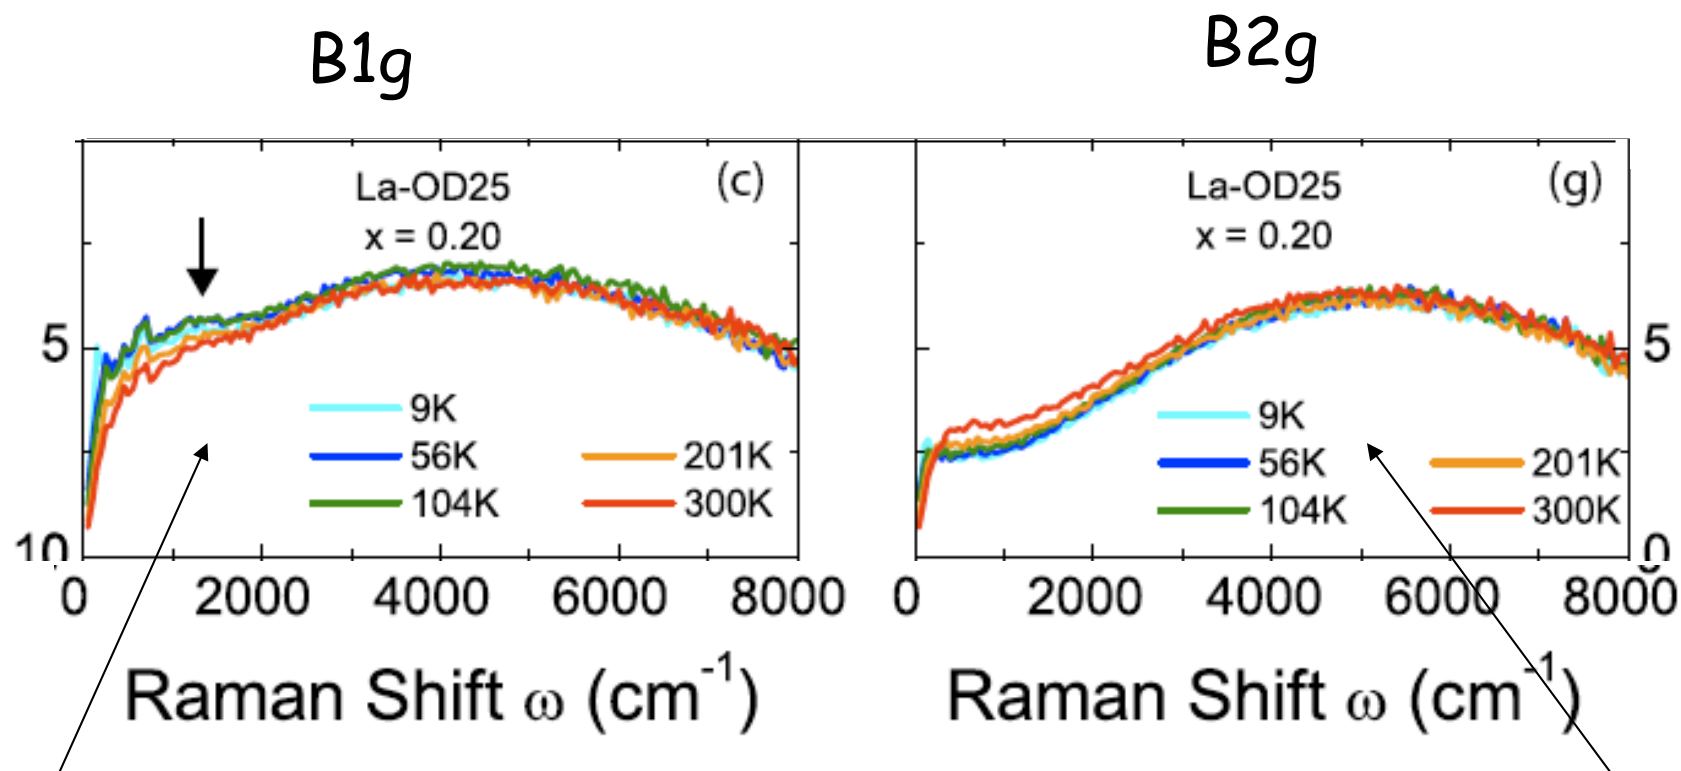 B1g
B2g
(c)
La-OD25
x = 0.20
5
9K
56K
201K
104K
300K
10
0
2000
4000
6000
8000
Raman Shift ω (cm-1)
(g)
La-OD25
x = 0.20
5
9K
56K
201K
104K
300K
0
0
2000
4000
6000
8000
Raman Shift ω (cm-1)